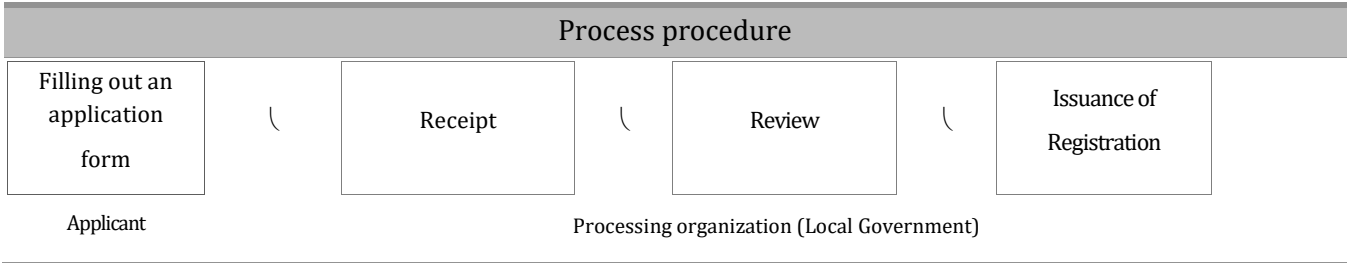 Process procedure
Filling out an
application
form
(
Receipt
(
Review
(
Issuance of
Registration
Applicant
Processing organization (Local Government)